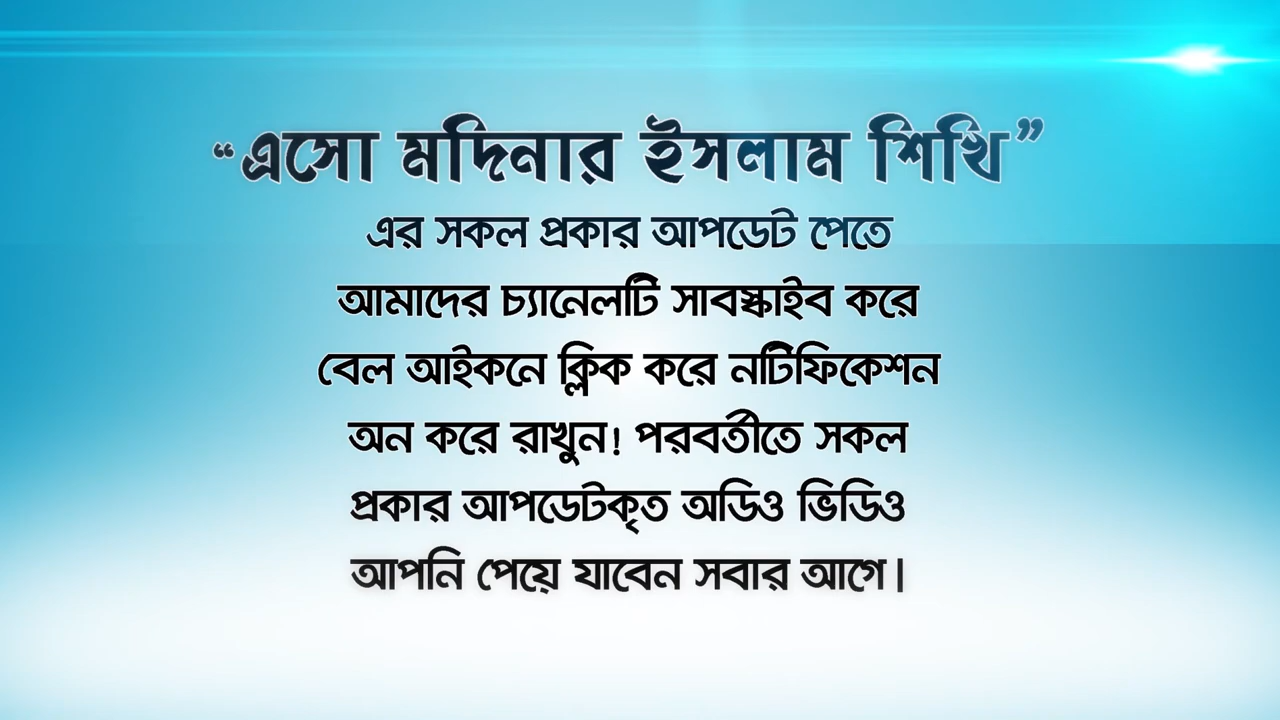 “এসো মদিনার ইসলাম শিখি”
এর সকল প্রকার আপডেট পেতে
আমাদের চ্যানেলটি সাবস্কাইব করে
বেল আইকনে ক্লিক করে নটিফিকেশন
অন করে রাখুন! পরবর্তীতে সকল
প্রকার আপডেটকৃত অডিও ভিডিও
আপনি পেয়ে যাবেন সবার আগে।